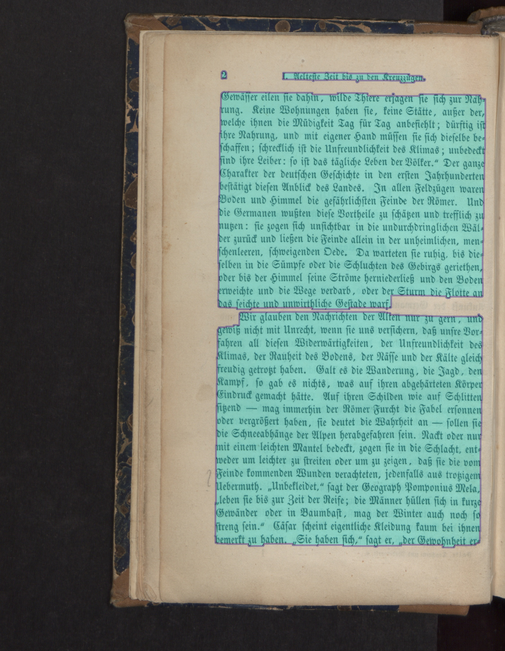 2 I. Aelteste Zeit bis zu den Kreuzzügen.
Gewässer eilen sie dahin, wilde Thiere erjagen sie sich zur Nah-
rung. Keine Wohnungen haben sie, keine Stätte, außer der,
welche ihnen die Müdigkeit Tag für Tag anbefiehlt; dürftig ist
ihre Nahrung, und mit eigener Hand müssen sie sich dieselbe be-
schaffen; schrecklich ist die Unfreundlichkeit des Klimas; unbedeckt
sind ihre Leiber: so ist das tägliche Leben der Völker.“ Der ganze
Charakter der deutschen Geschichte in den ersten Jahrhunderten
bestätigt diesen Anblick des Landes. In allen Feldzügen waren
Boden und Himmel die gefährlichsten Feinde der Römer. Und
die Germanen wußten diese Vortheile zu schätzen und trefflich zu
nutzen: sie zogen sich unsichtbar in die undurchdringlichen Wäl-
der zurück und ließen die Feinde allein in der unheimlichen, men-
schenleeren, schweigenden Oede. Da warteten sie ruhig, bis die-
selben in die Sümpfe oder die Schluchten des Gebirgs geriethen,
oder bis der Himmel seine Ströme herniederließ und den Boden
erweichte und die Wege verdarb, oder der Sturm die Flotte an
das seichte und unwirthliche Gestade warf.
Wir glauben den Nachrichten der Alten nur zu gern, und
gewiß nicht mit Unrecht, wenn sie uns versichern, daß unsre Vor-
fahren all diesen Widerwärtigkeiten, der Unfreundlichkeit des
Klimas, der Rauheit des Bodens, der Nässe und der Kälte gleich
freudig getrotzt haben. Galt es die Wanderung, die Jagd, den
Kampf, so gab es nichts, was auf ihren abgehärteten Körper
Eindruck gemacht hätte. Auf ihren Schilden wie auf Schlitten
sitzend — mag immerhin der Römer Furcht die Fabel ersonnen
oder vergrößert haben, sie deutet die Wahrheit an — sollen sie
die Schneeabhänge der Alpen herabgefahren sein. Nackt oder nur
mit einem leichten Mantel bedeckt, zogen sie in die Schlacht, ent-
weder um leichter zu streiten oder um zu zeigen, daß sie die vom
Feinde kommenden Wunden verachteten, jedenfalls aus trotzigem
Uebermuth. „Unbekleidet,“ sagt der Geograph Pomponius Mela,
„leben sie bis zur Zeit der Reife; die Männer hüllen sich in kurze
Gewänder oder in Baumbast, mag der Winter auch noch so
streng sein.“ Cäsar scheint eigentliche Kleidung kaum bei ihnen
bemerkt zu haben. „Sie haben sich,“ sagt er, „der Gewohnheit er-